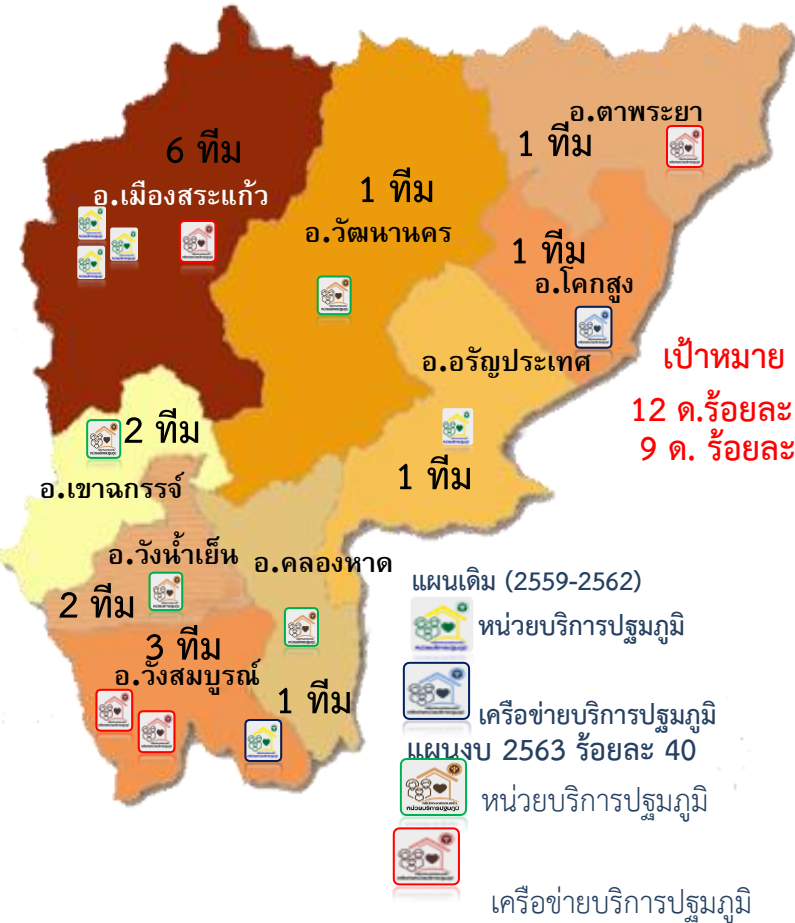 อ.ตาพระยา
1 ทีม
6 ทีม
อ.เมืองสระแก้ว
1 ทีม
อ.วัฒนานคร
1 ทีม
อ.โคกสูง
อ.อรัญประเทศ
1 ทีม
เป้าหมาย
12 ด.ร้อยละ
9 ด. ร้อยละ
2 ทีม
อ.เขาฉกรรจ์
อ.วังน้ำเย็น
2 ทีม
อ.คลองหาด
1 ทีม
3 ทีม
อ.วังสมบูรณ์
แผนเดิม (2559-2562)
หน่วยบริการปฐมภูมิ
เครือข่ายบริการปฐมภูมิ
แผนงบ 2563 ร้อยละ 40
หน่วยบริการปฐมภูมิ
เครือข่ายบริการปฐมภูมิ